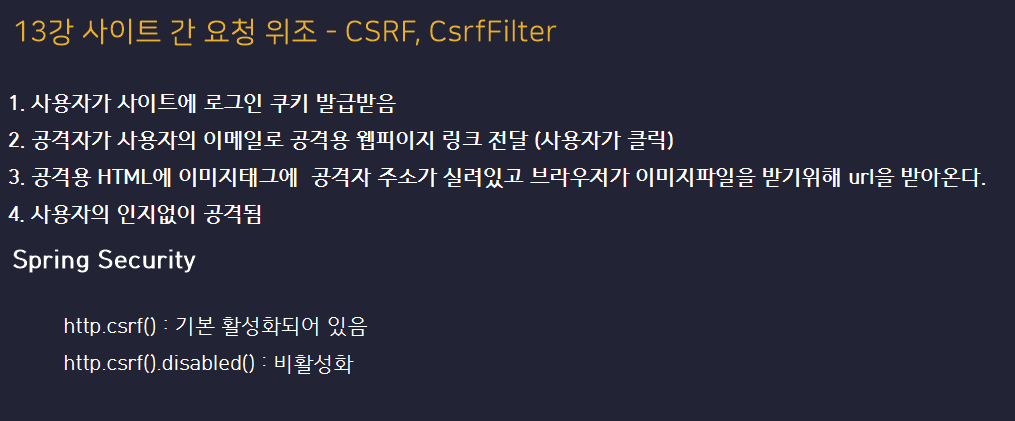 13강 사이트 간 요청 위조 - CSRF, CsrfFilter
1. 사용자가 사이트에 로그인 쿠키 발급받음
2. 공격자가 사용자의 이메일로 공격용 웹페이지 링크 전달 (사용자가 클릭)
3. 공격용 HTML에 이미지태그에 공격자 주소가 실려있고 브라우저가 이미지파일을 받기위해 url을 받아온다.
4. 사용자의 인지없이 공격됨
Spring Security
http.csrf() : 기본 활성화되어 있음
http.csrf().disabled() : 비활성화